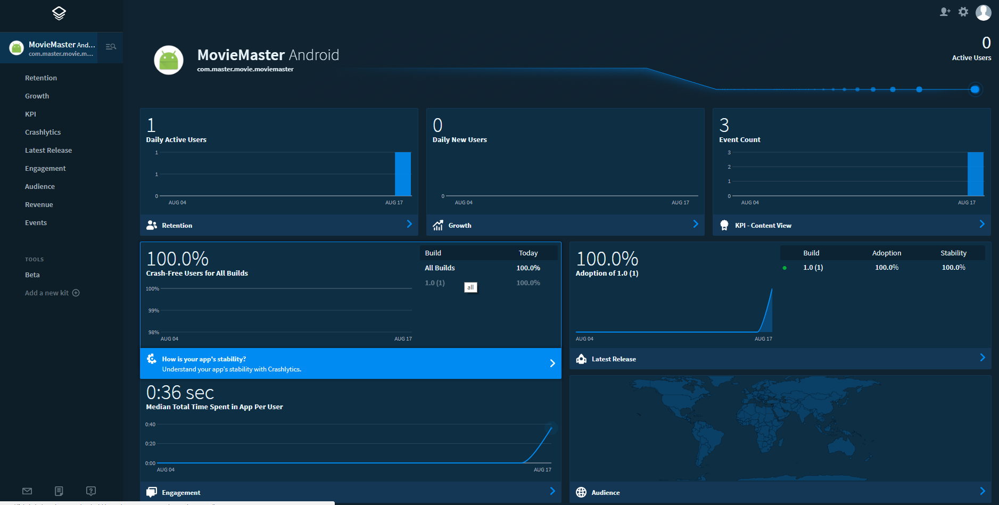 MovieMaster And...
com.master.movie.m...
Retention
Growth
KPI
Crashlytics
Latest Release
Engagement
Audience
Revenue
Events
TOOLS
Beta
Add a new kit
MovieMaster Android
com.master.movie.moviemaster
0
Active Users
1
Daily Active Users
1
1
0
AUG 04 AUG 17
Retention
0
Daily New Users
0
AUG 04 AUG 17
Growth
3
Event Count
3
2
1
0
AUG 04 AUG 17
KPI - Content View
100.0%
Crash-Free Users for All Builds
100%
99%
98%
AUG 04 AUG 17
Build Today
All Builds 100.0%
1.0 (1) 100.0%
all
How is your app's stability?
Understand your app's stability with Crashlytics.
100.0%
Adoption of 1.0 (1)
AUG 04 AUG 17
Build Adoption Stability
1.0 (1) 100.0% 100.0%
Latest Release
0:36 sec
Median Total Time Spent in App Per User
0:40
0:20
0:00
AUG 04 AUG 17
Engagement
Audience